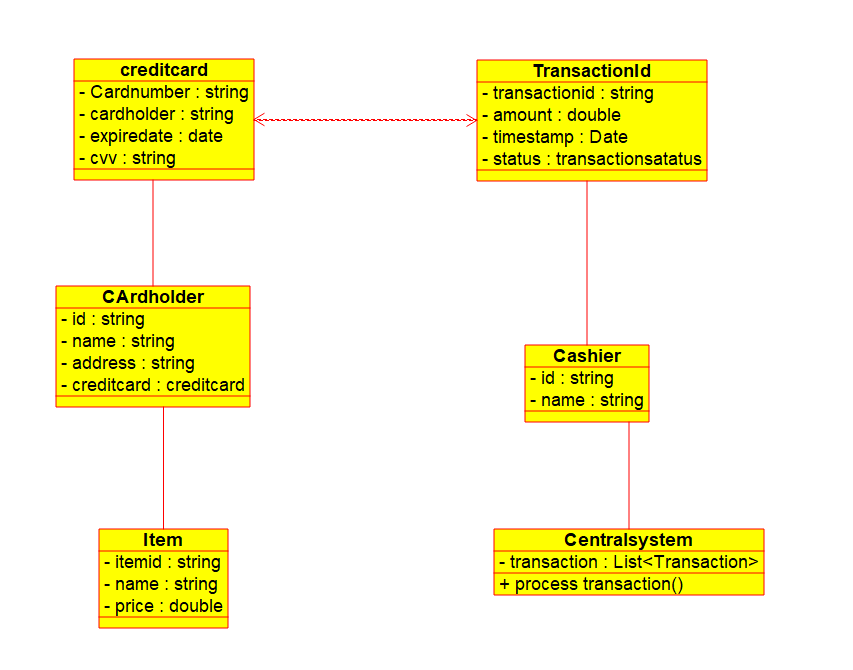 creditcard
- Cardnumber : string
- cardholder : string
- expiredate : date
- cvv : string
TransactionId
- transactionid : string
- amount : double
- timestamp : Date
- status : transactionsatatus
CArdholder
- id : string
- name : string
- address : string
- creditcard : creditcard
Cashier
- id : string
- name : string
Item
- itemid : string
- name : string
- price : double
Centralsystem
- transaction : List<Transaction>
+ process transaction()